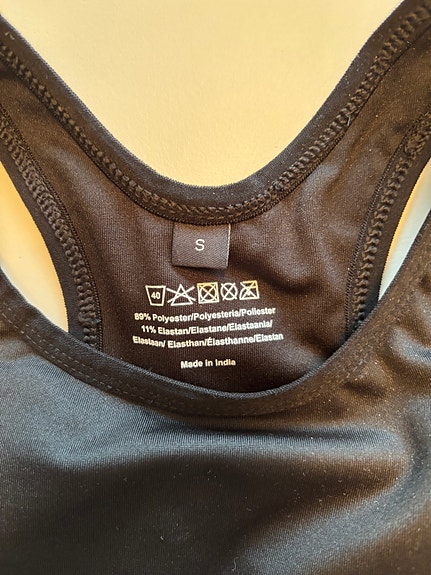 S
40
89% Polyester/Polyesteria/Poliester
11% Elastan/Elastane/Elastaania/
Elastaan/ Elasthan/Élasthanne/Elastan
Made in India